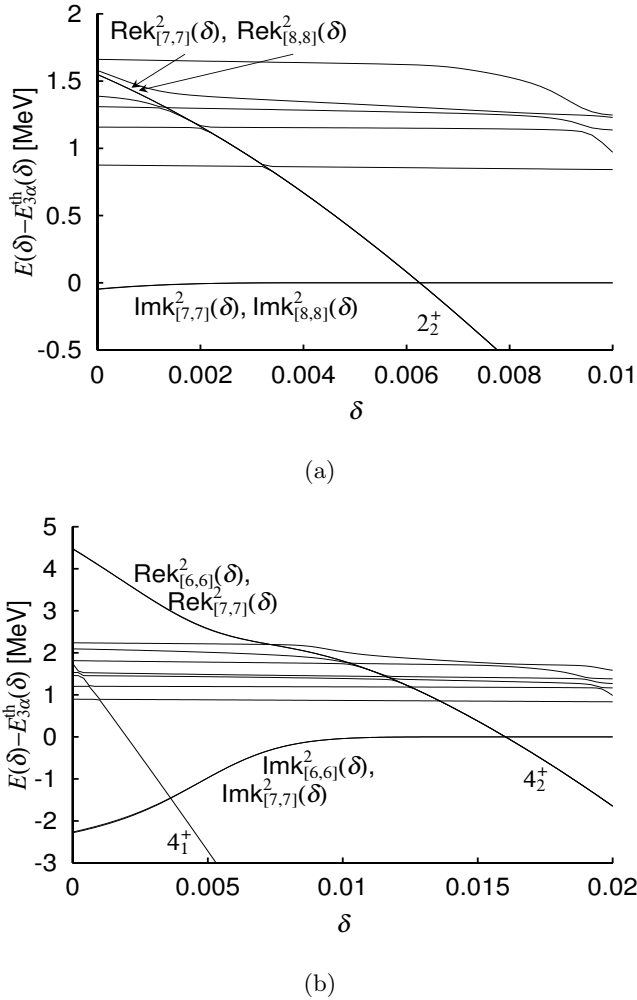 2
Rek²[7,7](δ), Rek²[8,8](δ)
1.5
1
0.5
0
-0.5
E(δ)−Eᵗʰ3α(δ) [MeV]
Imk²[7,7](δ), Imk²[8,8](δ)
2₂⁺
0 0.002 0.004 0.006 0.008 0.01
δ
(a)
5
4
3
2
1
0
-1
-2
-3
E(δ)−Eᵗʰ3α(δ) [MeV]
Rek²[6,6](δ),
Rek²[7,7](δ)
Imk²[6,6](δ),
Imk²[7,7](δ)
4₁⁺
4₂⁺
0 0.005 0.01 0.015 0.02
δ
(b)